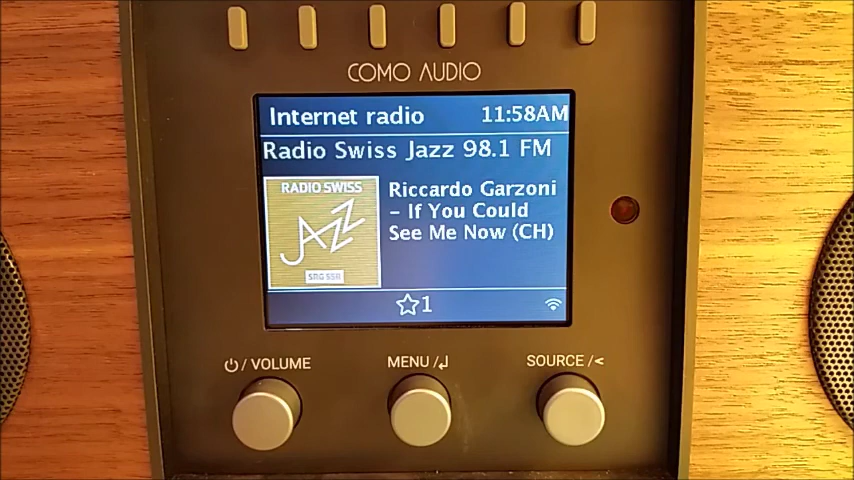 COMO AUDIO
Internet radio 11:58AM
Radio Swiss Jazz 98.1 FM
RADIO SWISS
JAZZ
SRG SSR
Riccardo Garzoni
– If You Could
See Me Now (CH)
☆1
⏻/ VOLUME
MENU /↲
SOURCE /<